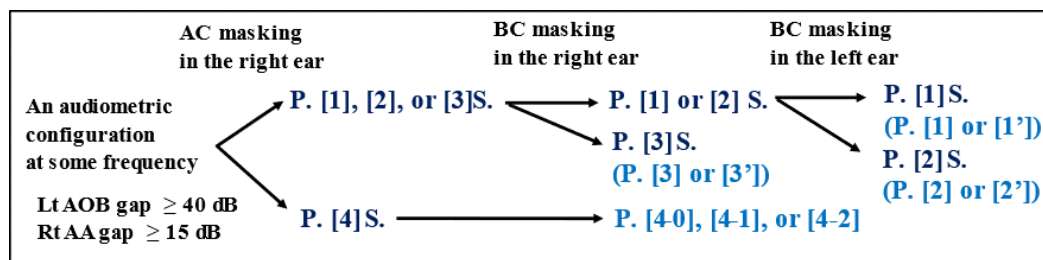 AC masking
in the right ear
BC masking
in the right ear
BC masking
in the left ear
An audiometric
configuration
at some frequency
Lt AOB gap ≥ 40 dB
Rt AA gap ≥ 15 dB
P. [1], [2], or [3]S.
P. [4]S.
P. [1] or [2] S.
P. [3]S.
(P. [3] or [3’])
P. [4-0], [4-1], or [4-2]
P. [1]S.
(P. [1] or [1’])
P. [2]S.
(P. [2] or [2’])